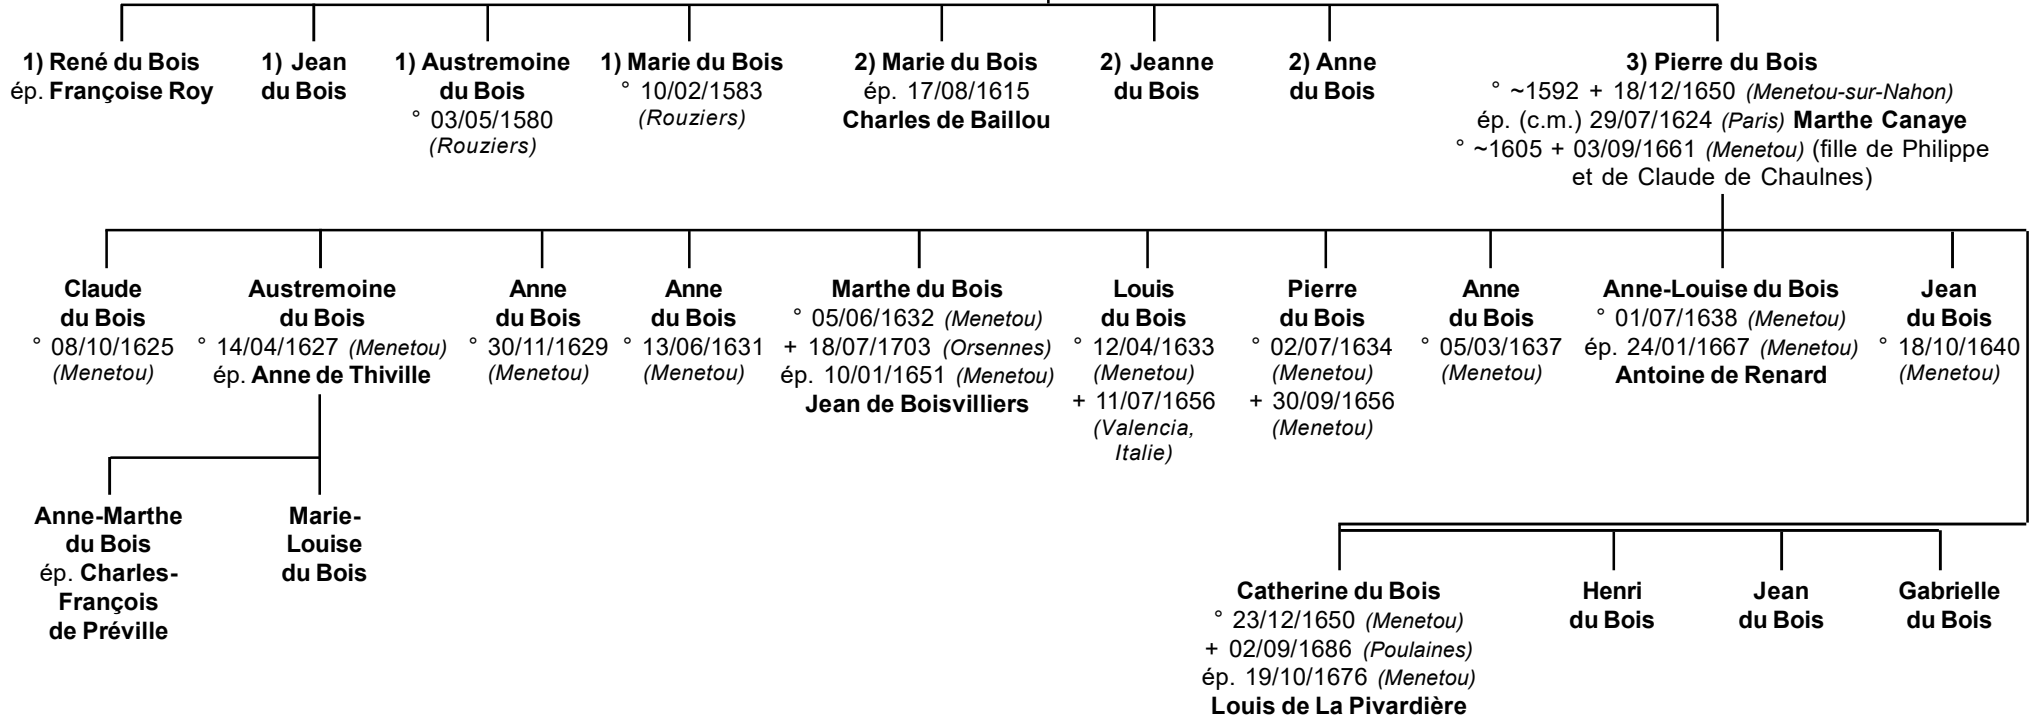 1) René du Bois
ép. Françoise Roy
1) Jean
du Bois
1) Austremoine
du Bois
° 03/05/1580
(Rouziers)
1) Marie du Bois
° 10/02/1583
(Rouziers)
2) Marie du Bois
ép. 17/08/1615
Charles de Baillou
2) Jeanne
du Bois
2) Anne
du Bois
3) Pierre du Bois
° ~1592 + 18/12/1650 (Menetou-sur-Nahon)
ép. (c.m.) 29/07/1624 (Paris) Marthe Canaye
° ~1605 + 03/09/1661 (Menetou) (fille de Philippe
et de Claude de Chaulnes)
Claude
du Bois
° 08/10/1625
(Menetou)
Austremoine
du Bois
° 14/04/1627 (Menetou)
ép. Anne de Thiville
Anne
du Bois
° 30/11/1629
(Menetou)
Anne
du Bois
° 13/06/1631
(Menetou)
Marthe du Bois
° 05/06/1632 (Menetou)
+ 18/07/1703 (Orsennes)
ép. 10/01/1651 (Menetou)
Jean de Boisvilliers
Louis
du Bois
° 12/04/1633
(Menetou)
+ 11/07/1656
(Valencia,
Italie)
Pierre
du Bois
° 02/07/1634
(Menetou)
+ 30/09/1656
(Menetou)
Anne
du Bois
° 05/03/1637
(Menetou)
Anne-Louise du Bois
° 01/07/1638 (Menetou)
ép. 24/01/1667 (Menetou)
Antoine de Renard
Jean
du Bois
° 18/10/1640
(Menetou)
Anne-Marthe
du Bois
ép. Charles-
François
de Préville
Marie-
Louise
du Bois
Catherine du Bois
° 23/12/1650 (Menetou)
+ 02/09/1686 (Poulaines)
ép. 19/10/1676 (Menetou)
Louis de La Pivardière
Henri
du Bois
Jean
du Bois
Gabrielle
du Bois